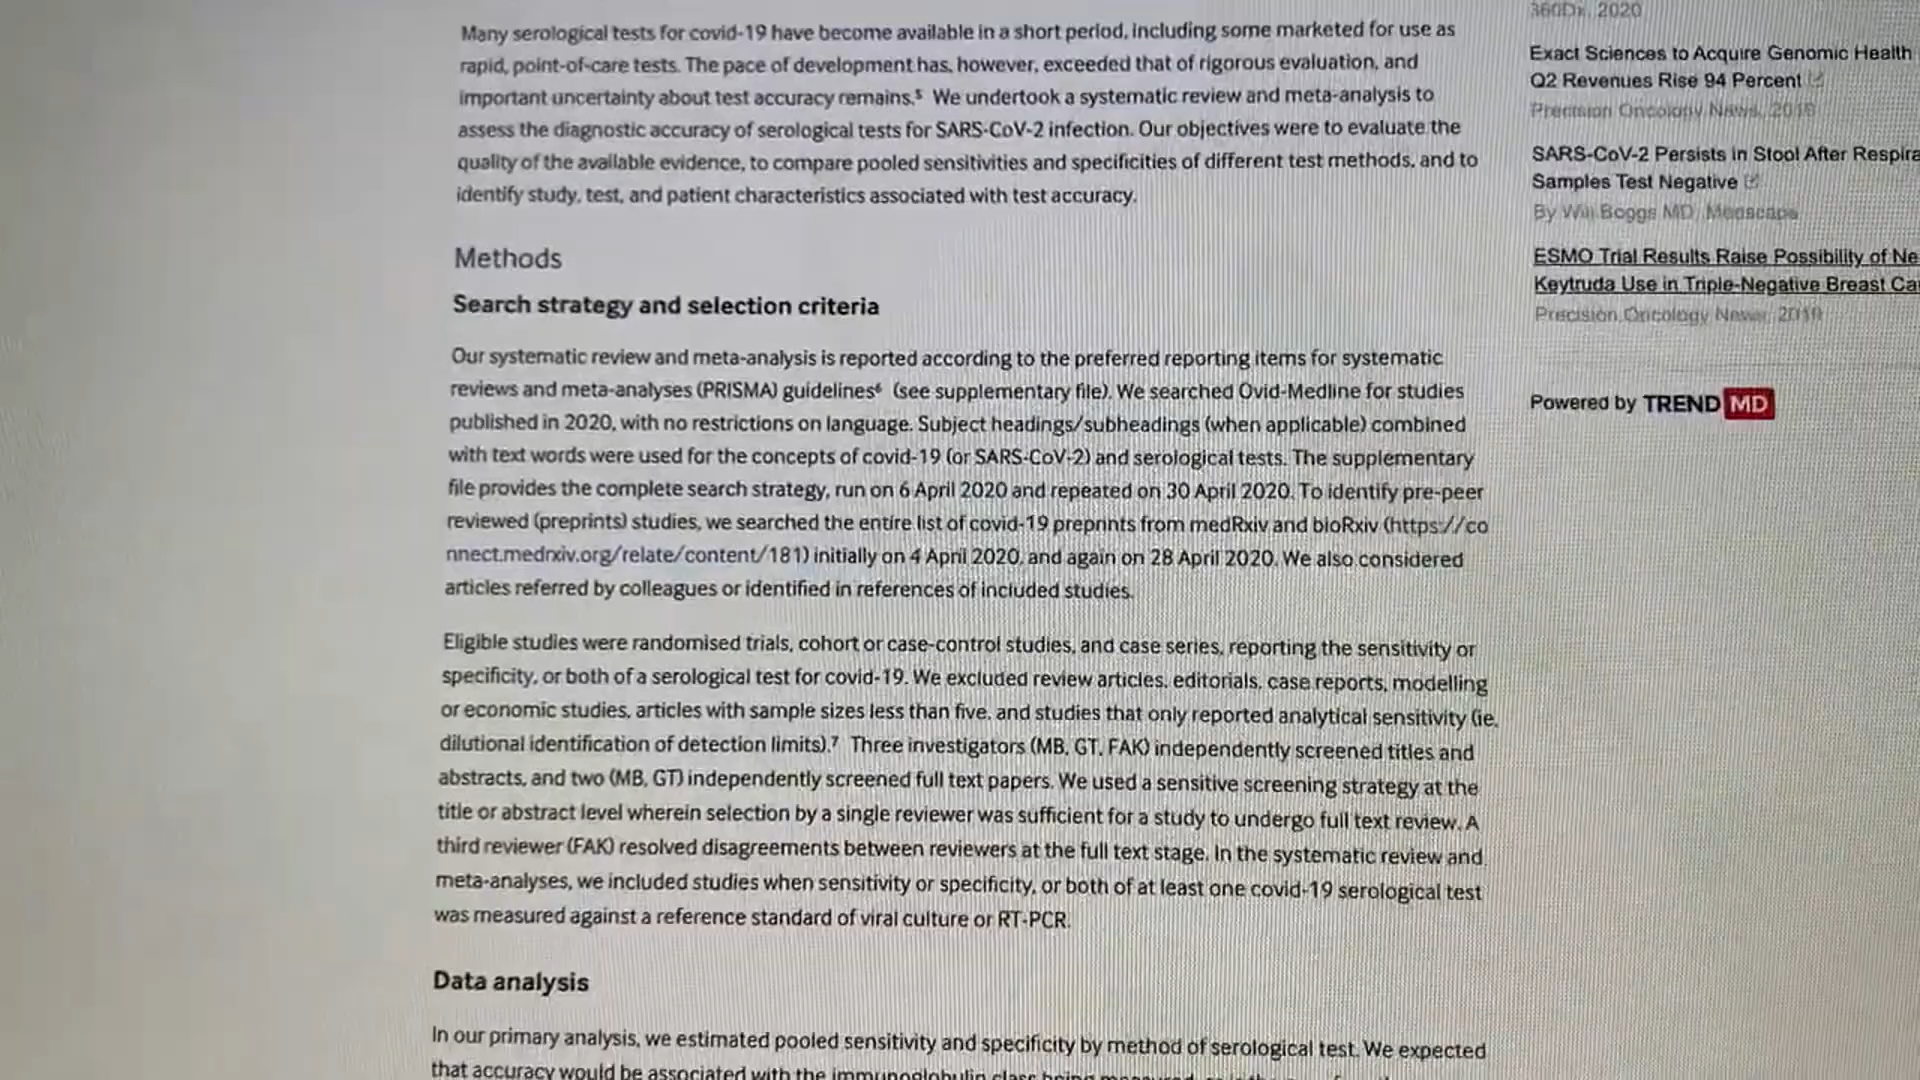 Many serological tests for covid-19 have become available in a short period, including some marketed for use as
rapid, point-of-care tests. The pace of development has, however, exceeded that of rigorous evaluation, and
important uncertainty about test accuracy remains.⁵ We undertook a systematic review and meta-analysis to
assess the diagnostic accuracy of serological tests for SARS-CoV-2 infection. Our objectives were to evaluate the
quality of the available evidence, to compare pooled sensitivities and specificities of different test methods, and to
identify study, test, and patient characteristics associated with test accuracy.
Methods
Search strategy and selection criteria
Our systematic review and meta-analysis is reported according to the preferred reporting items for systematic
reviews and meta-analyses (PRISMA) guidelines⁶ (see supplementary file). We searched Ovid-Medline for studies
published in 2020, with no restrictions on language. Subject headings/subheadings (when applicable) combined
with text words were used for the concepts of covid-19 (or SARS-CoV-2) and serological tests. The supplementary
file provides the complete search strategy, run on 6 April 2020 and repeated on 30 April 2020. To identify pre-peer
reviewed (preprints) studies, we searched the entire list of covid-19 preprints from medRxiv and bioRxiv (https://co
nnect.medrxiv.org/relate/content/181) initially on 4 April 2020, and again on 28 April 2020. We also considered
articles referred by colleagues or identified in references of included studies.
Eligible studies were randomised trials, cohort or case-control studies, and case series, reporting the sensitivity or
specificity, or both of a serological test for covid-19. We excluded review articles, editorials, case reports, modelling
or economic studies, articles with sample sizes less than five, and studies that only reported analytical sensitivity (ie,
dilutional identification of detection limits).⁷ Three investigators (MB, GT, FAK) independently screened titles and
abstracts, and two (MB, GT) independently screened full text papers. We used a sensitive screening strategy at the
title or abstract level wherein selection by a single reviewer was sufficient for a study to undergo full text review. A
third reviewer (FAK) resolved disagreements between reviewers at the full text stage. In the systematic review and
meta-analyses, we included studies when sensitivity or specificity, or both of at least one covid-19 serological test
was measured against a reference standard of viral culture or RT-PCR.
Data analysis
In our primary analysis, we estimated pooled sensitivity and specificity by method of serological test. We expected
that accuracy would be associated with the immunoglobulin class being
360Dx, 2020
Exact Sciences to Acquire Genomic Health
Q2 Revenues Rise 94 Percent
Precision Oncology News, 2019
SARS-CoV-2 Persists in Stool After Respira
Samples Test Negative
By Will Boggs MD, Medscape
ESMO Trial Results Raise Possibility of Ne
Keytruda Use in Triple-Negative Breast Ca
Precision Oncology News, 2019
Powered by TREND MD